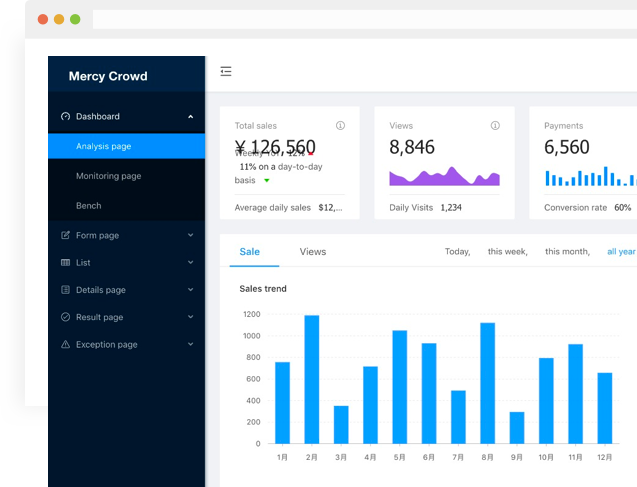 Mercy Crowd
Dashboard
Analysis page
Monitoring page
Bench
Form page
List
Details page
Result page
Exception page
Total sales
¥ 126,560
Weekly YoY 12%
11% on a day-to-day
basis
Average daily sales $12,...
Views
8,846
Daily Visits 1,234
Payments
6,560
Conversion rate 60%
Sale Views Today, this week, this month, all year
Sales trend
1200
1000
800
600
400
200
0
1月 2月 3月 4月 5月 6月 7月 8月 9月 10月 11月 12月